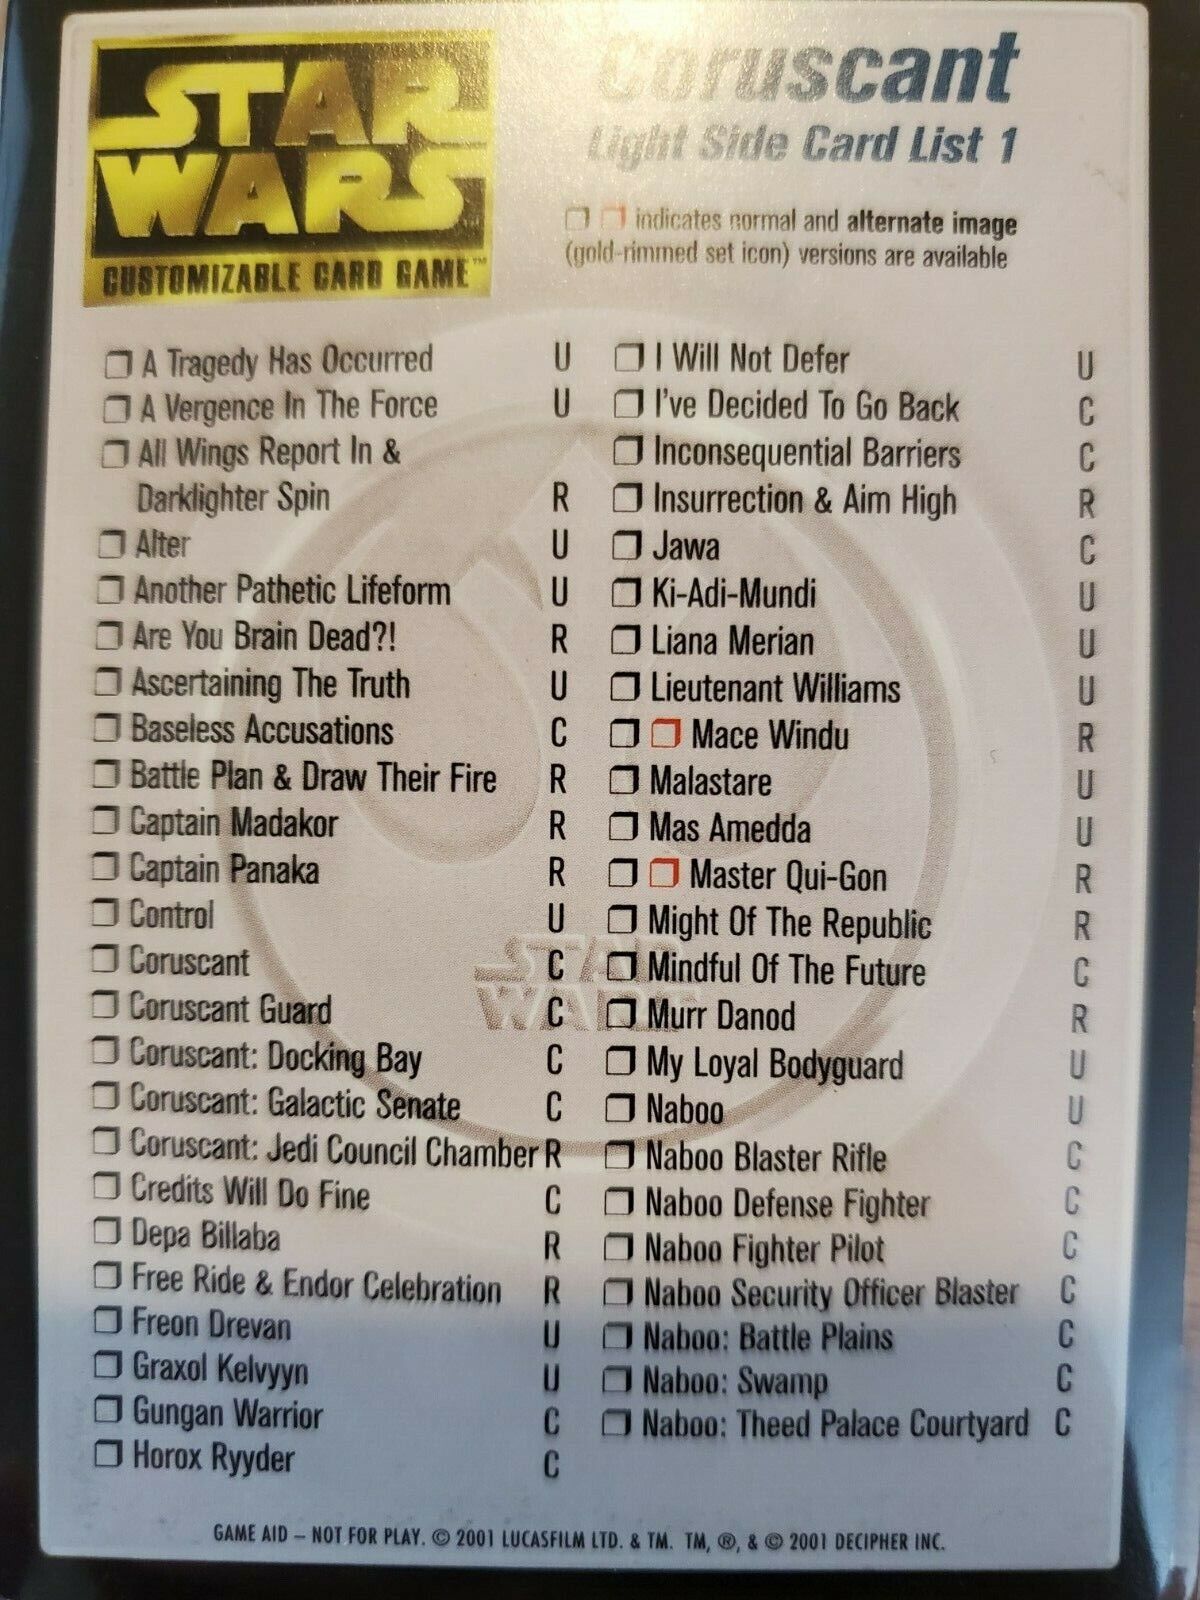 STAR
WARS
CUSTOMIZABLE CARD GAME™
Coruscant
Light Side Card List 1
indicates normal and alternate image
(gold-rimmed set icon) versions are available
A Tragedy Has Occurred U
A Vergence In The Force U
All Wings Report In &
Darklighter Spin R
Alter U
Another Pathetic Lifeform U
Are You Brain Dead?! R
Ascertaining The Truth U
Baseless Accusations C
Battle Plan & Draw Their Fire R
Captain Madakor R
Captain Panaka R
Control U
Coruscant C
Coruscant Guard C
Coruscant: Docking Bay C
Coruscant: Galactic Senate C
Coruscant: Jedi Council Chamber R
Credits Will Do Fine C
Depa Billaba R
Free Ride & Endor Celebration R
Freon Drevan U
Graxol Kelvyyn U
Gungan Warrior C
Horox Ryyder C
I Will Not Defer U
I've Decided To Go Back C
Inconsequential Barriers C
Insurrection & Aim High R
Jawa C
Ki-Adi-Mundi U
Liana Merian U
Lieutenant Williams U
Mace Windu R
Malastare U
Mas Amedda U
Master Qui-Gon R
Might Of The Republic R
Mindful Of The Future C
Murr Danod R
My Loyal Bodyguard U
Naboo U
Naboo Blaster Rifle C
Naboo Defense Fighter C
Naboo Fighter Pilot C
Naboo Security Officer Blaster C
Naboo: Battle Plains C
Naboo: Swamp C
Naboo: Theed Palace Courtyard C
STAR
WARS
GAME AID – NOT FOR PLAY. © 2001 LUCASFILM LTD. & TM. TM, ®, & © 2001 DECIPHER INC.